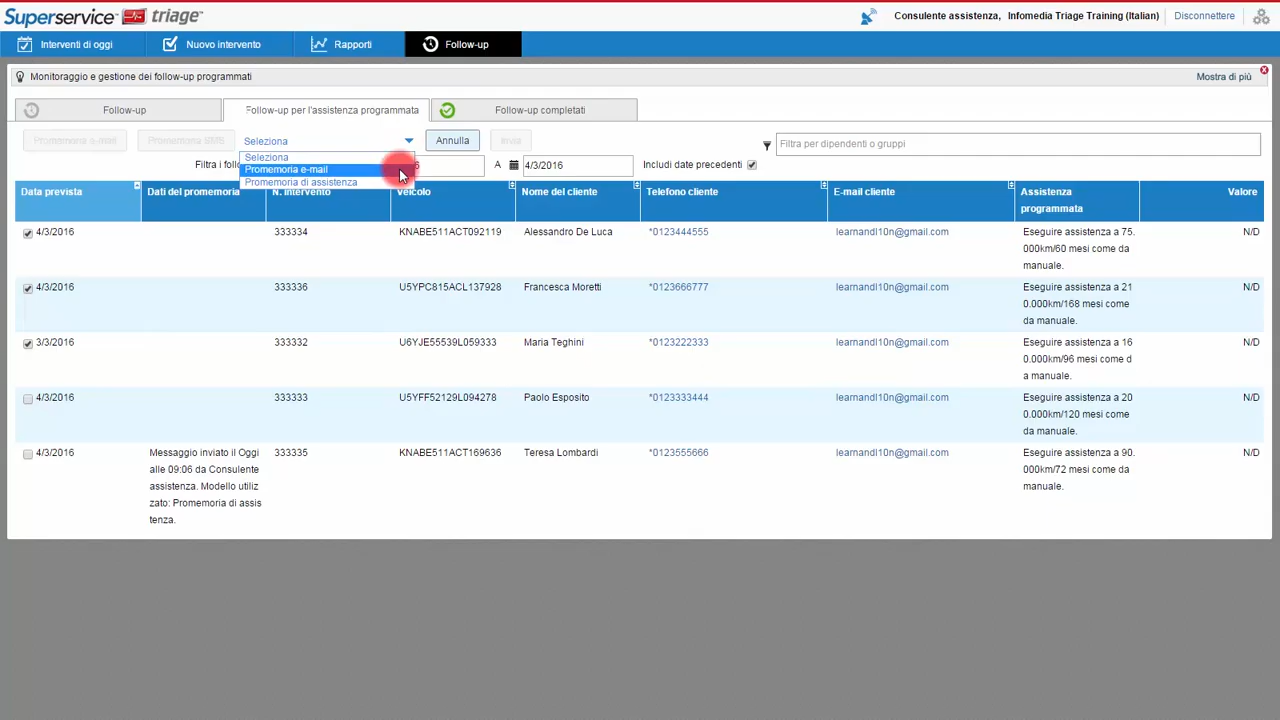 Superservice triage™
Consulente assistenza, Infomedia Triage Training (Italian) Disconnettere
Interventi di oggi Nuovo intervento Rapporti Follow-up
Monitoraggio e gestione dei follow-up programmati Mostra di più
Follow-up Follow-up per l'assistenza programmata Follow-up completati
Promemoria e-mail Promemoria SMS Seleziona Annulla Invia Filtra per dipendenti o gruppi
Seleziona
Promemoria e-mail
Promemoria di assistenza
Filtra i follo 6 A 4/3/2016 Includi date precedenti
Data prevista Dati del promemoria N. intervento Veicolo Nome del cliente Telefono cliente E-mail cliente Assistenza Valore
programmata
4/3/2016 333334 KNABE511ACT092119 Alessandro De Luca *0123444555 learnandl10n@gmail.com Eseguire assistenza a 75. N/D
000km/60 mesi come da
manuale.
4/3/2016 333336 U5YPC815ACL137928 Francesca Moretti *0123666777 learnandl10n@gmail.com Eseguire assistenza a 21 N/D
0.000km/168 mesi come
da manuale.
3/3/2016 333332 U6YJE55539L059333 Maria Teghini *0123222333 learnandl10n@gmail.com Eseguire assistenza a 16 N/D
0.000km/96 mesi come d
a manuale.
4/3/2016 333333 U5YFF52129L094278 Paolo Esposito *0123333444 learnandl10n@gmail.com Eseguire assistenza a 20 N/D
0.000km/120 mesi come
da manuale.
4/3/2016 Messaggio inviato il Oggi 333335 KNABE511ACT169636 Teresa Lombardi *0123555666 learnandl10n@gmail.com Eseguire assistenza a 90. N/D
alle 09:06 da Consulente 000km/72 mesi come da
assistenza. Modello utiliz manuale.
zato: Promemoria di assis
tenza.